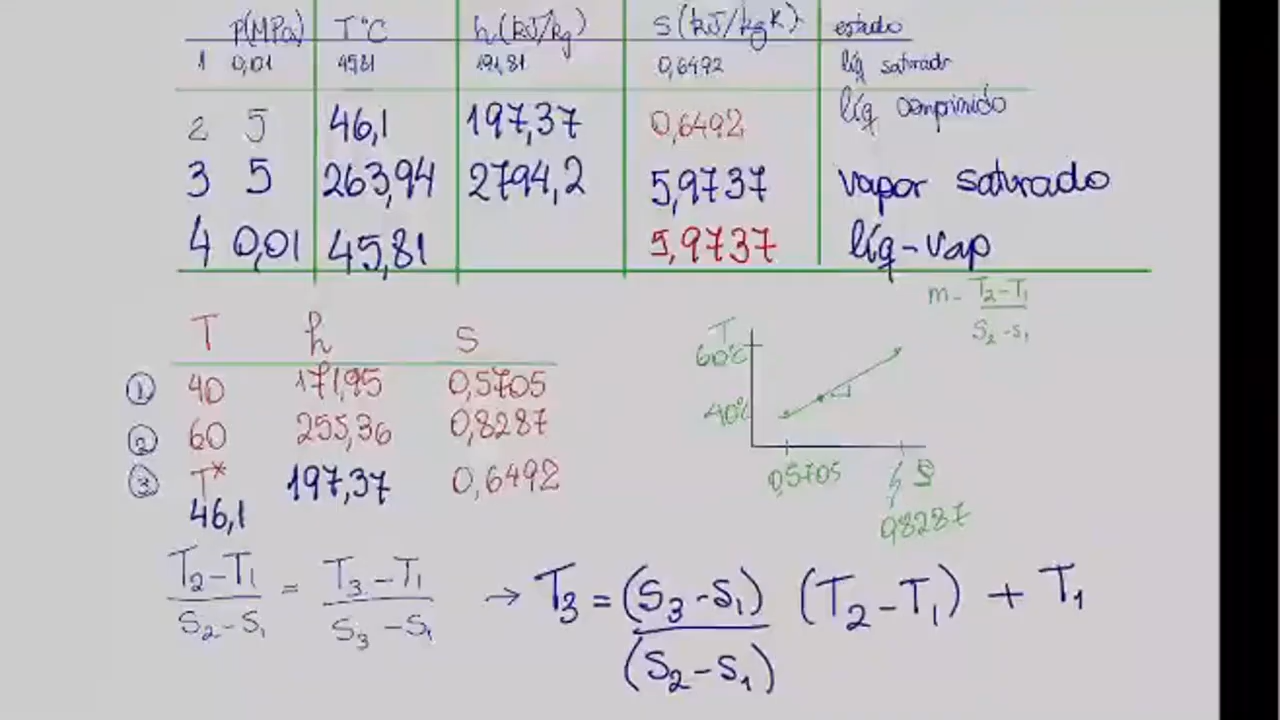 P(MPa) T°C h(kJ/kg) s(kJ/kgK) estado
1 0,01 45,81 191,81 0,6492 líq saturado
2 5 46,1 197,37 0,6492 líq comprimido
3 5 263,94 2794,2 5,9737 vapor saturado
4 0,01 45,81 5,9737 líq-vap
m- T₂-T₁
S₂-S₁
T h S
① 40 171,95 0,5705
② 60 255,36 0,8287
③ T* 197,37 0,6492
46,1
T
60°C
40°C
0,5705 S
0,8287
T₂-T₁ = T₃-T₁ → T₃ = (S₃-S₁) (T₂-T₁) + T₁
S₂-S₁ S₃-S₁ (S₂-S₁)